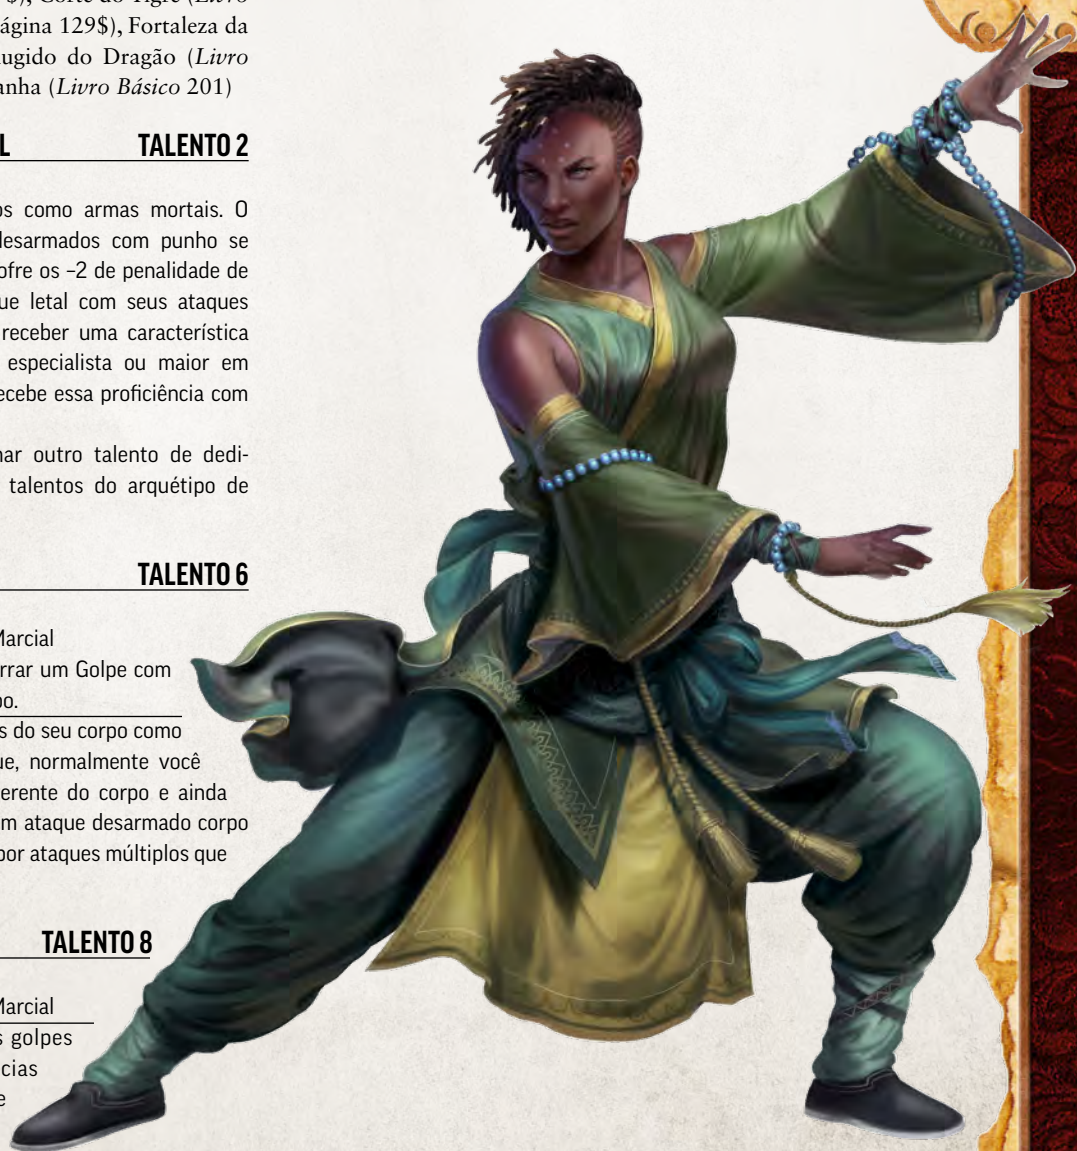 Corte do Tigre (Livro
página 129$), Fortaleza da
ugido do Dragão (Livro
anha (Livro Básico 201)
L TALENTO 2
os como armas mortais. O
desarmados com punho se
ofre os –2 de penalidade de
que letal com seus ataques
receber uma característica
especialista ou maior em
ecebe essa proficiência com
nar outro talento de dedi-
talentos do arquétipo de
TALENTO 6
Marcial
errar um Golpe com
po.
s do seu corpo como
ue, normalmente você
erente do corpo e ainda
m ataque desarmado corpo
por ataques múltiplos que
TALENTO 8
Marcial
s golpes
cias
e